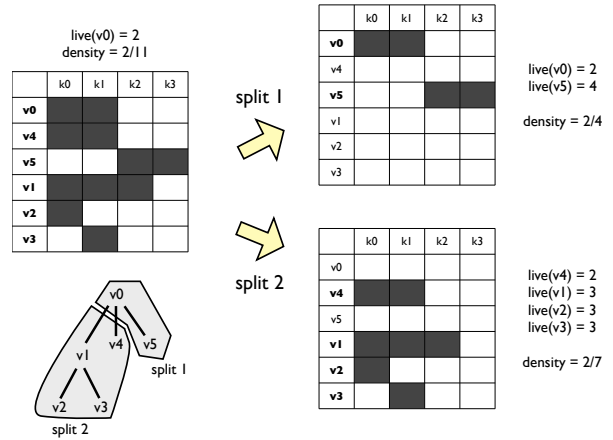 live(v0) = 2
density = 2/11
k0 k1 k2 k3
v0
v4
v5
v1
v2
v3
split 1
k0 k1 k2 k3
v0
v4
v5
v1
v2
v3
live(v0) = 2
live(v5) = 4
density = 2/4
split 2
k0 k1 k2 k3
v0
v4
v5
v1
v2
v3
live(v4) = 2
live(v1) = 3
live(v2) = 3
live(v3) = 3
density = 2/7
v0
v1 v4 v5
split 1
v2 v3
split 2